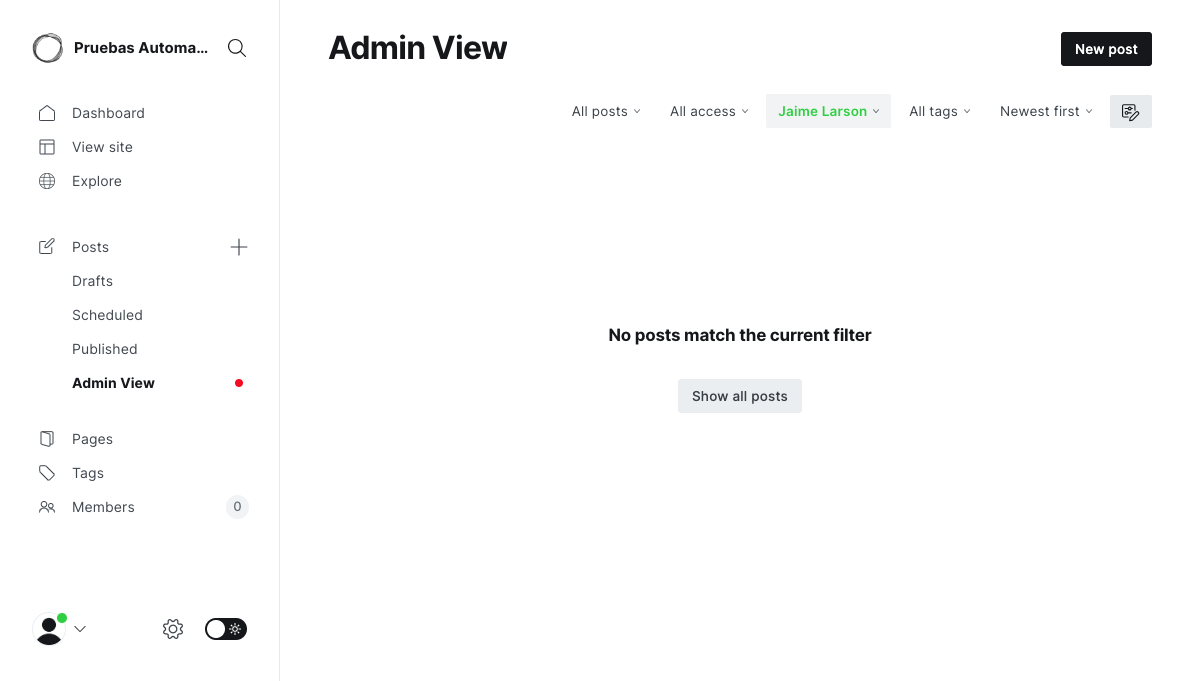 Pruebas Automa...
Dashboard
View site
Explore
Posts
Drafts
Scheduled
Published
Admin View
Pages
Tags
Members 0
Admin View
New post
All posts
All access
Jaime Larson
All tags
Newest first
No posts match the current filter
Show all posts